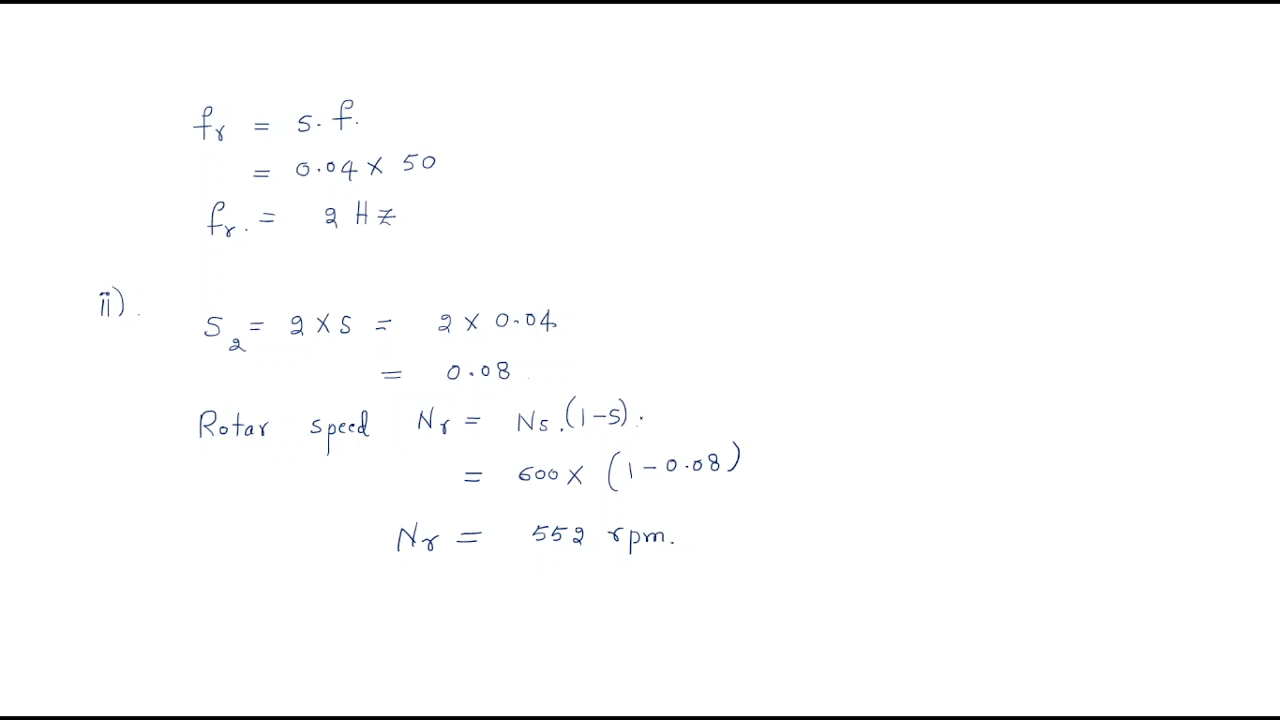 fr = s. f.
= 0.04 × 50
fr. = 2 Hz
ii).
S2 = 2 × s = 2 × 0.04
= 0.08
Rotar speed Nr = Ns.(1-s).
= 600 × (1 - 0.08)
Nr = 552 rpm.